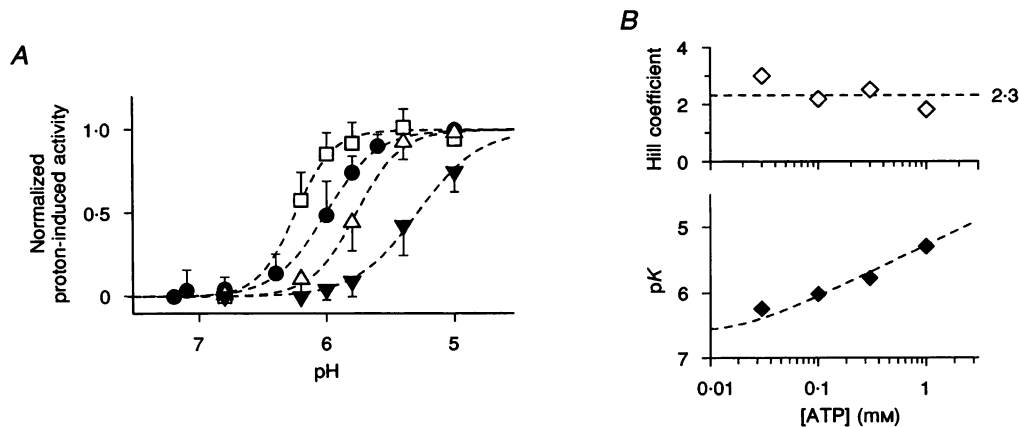 A
Normalized
proton-induced activity
1·0
0·5
0
7
6
5
pH
B
Hill coefficient
4
2
0
2·3
pK
5
6
7
0·01
0·1
1
[ATP] (mM)